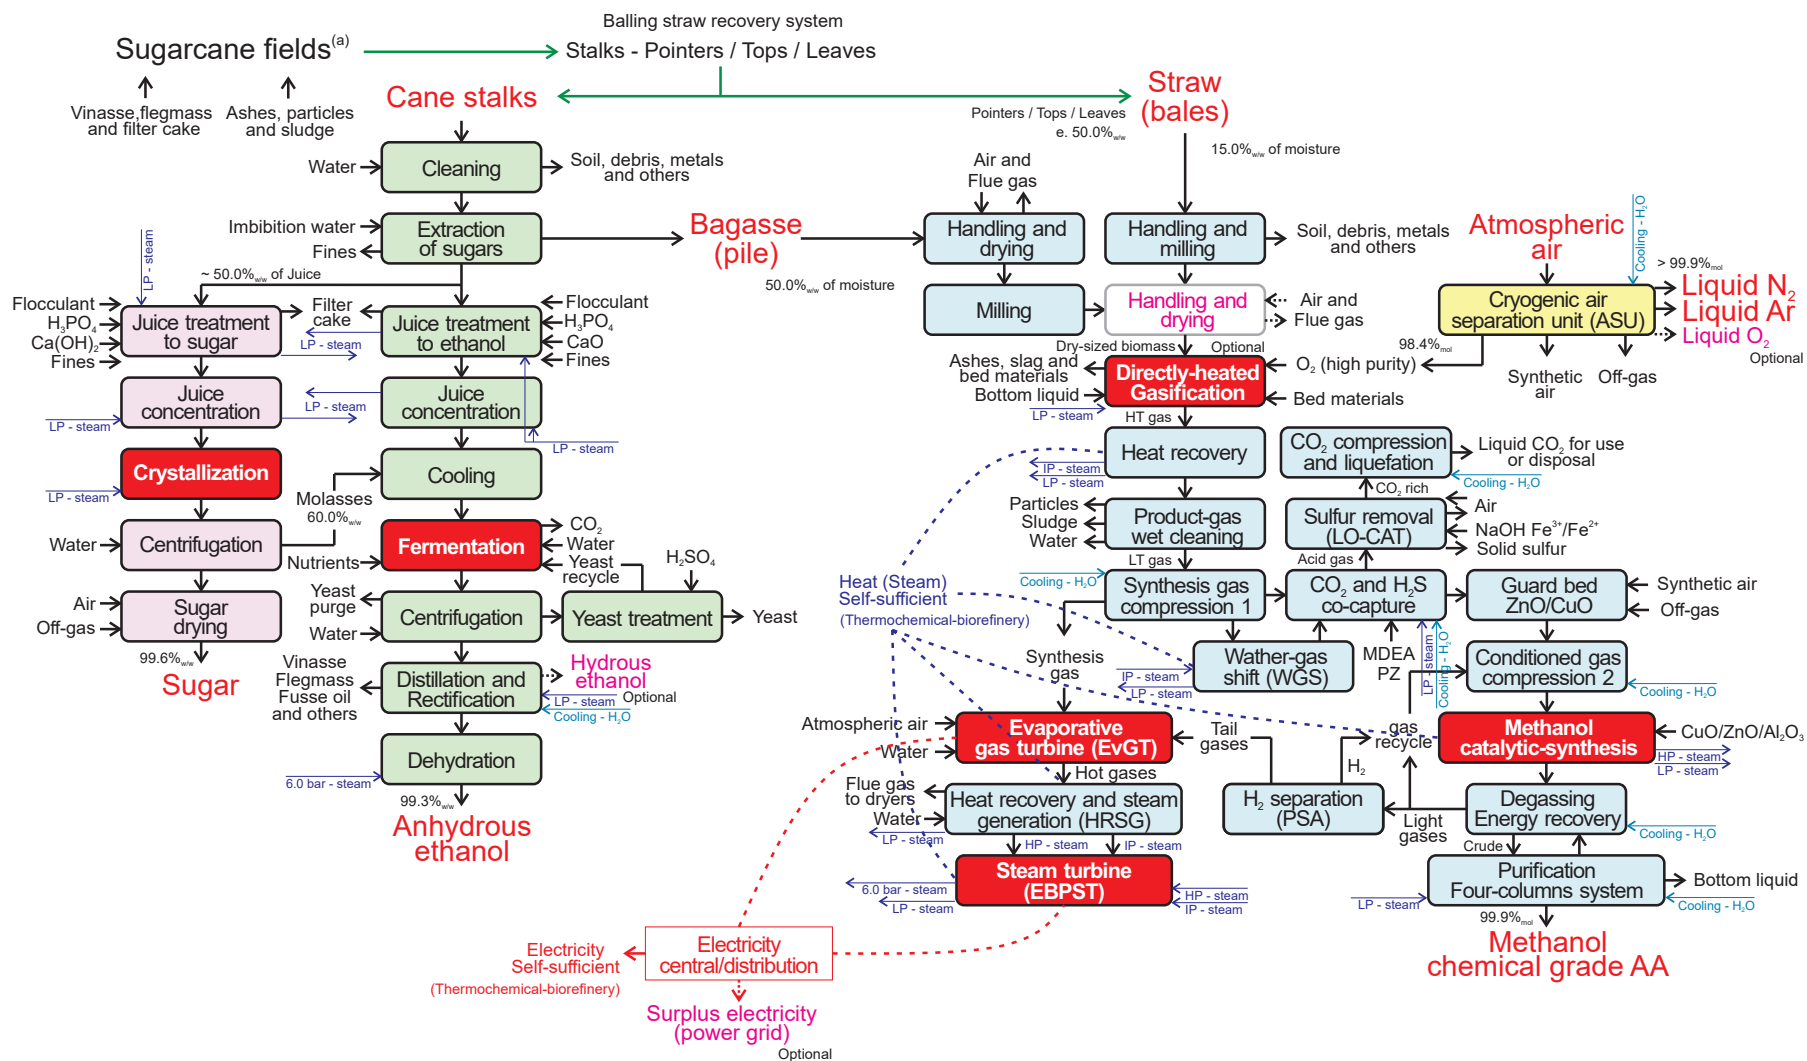 Balling straw recovery system
Sugarcane fields(a)
Stalks - Pointers / Tops / Leaves
Vinasse,flegmass
and filter cake
Ashes, particles
and sludge
Cane stalks
Straw
(bales)
Pointers / Tops / Leaves
e. 50.0%w/w
15.0%w/w of moisture
Water
Cleaning
Soil, debris, metals
and others
Imbibition water
Fines
Extraction
of sugars
Bagasse
(pile)
50.0%w/w of moisture
Air and
Flue gas
Handling and
drying
Handling and
milling
Soil, debris, metals
and others
Milling
Handling and
drying
Air and
Flue gas
Dry-sized biomass
Optional
Atmospheric
air
Cooling - H2O
> 99.9%mol
Cryogenic air
separation unit (ASU)
Liquid N2
Liquid Ar
Liquid O2
Optional
98.4%mol
Synthetic
air
Off-gas
~ 50.0%w/w of Juice
LP - steam
Flocculant
H3PO4
Ca(OH)2
Fines
Juice treatment
to sugar
Filter
cake
LP - steam
Juice treatment
to ethanol
Flocculant
H3PO4
CaO
Fines
Juice
concentration
LP - steam
Juice
concentration
LP - steam
Crystallization
LP - steam
Molasses
60.0%w/w
Cooling
Water
Centrifugation
Nutrients
Fermentation
CO2
Water
Yeast
recycle
H2SO4
Air
Off-gas
Sugar
drying
99.6%w/w
Sugar
Yeast
purge
Water
Centrifugation
Yeast treatment
Yeast
Vinasse
Flegmass
Fusse oil
and others
Distillation and
Rectification
Hydrous
ethanol
LP - steam
Optional
Cooling - H2O
Dehydration
6.0 bar - steam
99.3%w/w
Anhydrous
ethanol
Ashes, slag and
bed materials
Bottom liquid
LP - steam
Directly-heated
Gasification
O2 (high purity)
Bed materials
HT gas
Heat recovery
IP - steam
LP - steam
Particles
Sludge
Water
Product-gas
wet cleaning
LT gas
Cooling - H2O
Synthesis gas
compression 1
CO2 compression
and liquefation
Liquid CO2 for use
or disposal
Cooling - H2O
CO2 rich
Sulfur removal
(LO-CAT)
Air
NaOH Fe3+/Fe2+
Solid sulfur
Acid gas
CO2 and H2S
co-capture
Guard bed
ZnO/CuO
Synthetic air
Off-gas
Heat (Steam)
Self-sufficient
(Thermochemical-biorefinery)
Synthesis
gas
Wather-gas
shift (WGS)
IP - steam
LP - steam
MDEA
PZ
LP - steam
Cooling - H2O
Conditioned gas
compression 2
Cooling - H2O
Atmospheric air
Water
Evaporative
gas turbine (EvGT)
Tail
gases
H2
gas
recycle
Methanol
catalytic-synthesis
CuO/ZnO/Al2O3
HP - steam
LP - steam
Hot gases
Flue gas
to dryers
Water
LP - steam
Heat recovery and steam
generation (HRSG)
H2 separation
(PSA)
Light
gases
Degassing
Energy recovery
Cooling - H2O
HP - steam
IP - steam
Crude
6.0 bar - steam
LP - steam
Steam turbine
(EBPST)
HP - steam
IP - steam
Purification
Four-columns system
Bottom liquid
LP - steam
Cooling - H2O
99.9%mol
Methanol
chemical grade AA
Electricity
Self-sufficient
(Thermochemical-biorefinery)
Electricity
central/distribution
Surplus electricity
(power grid)
Optional